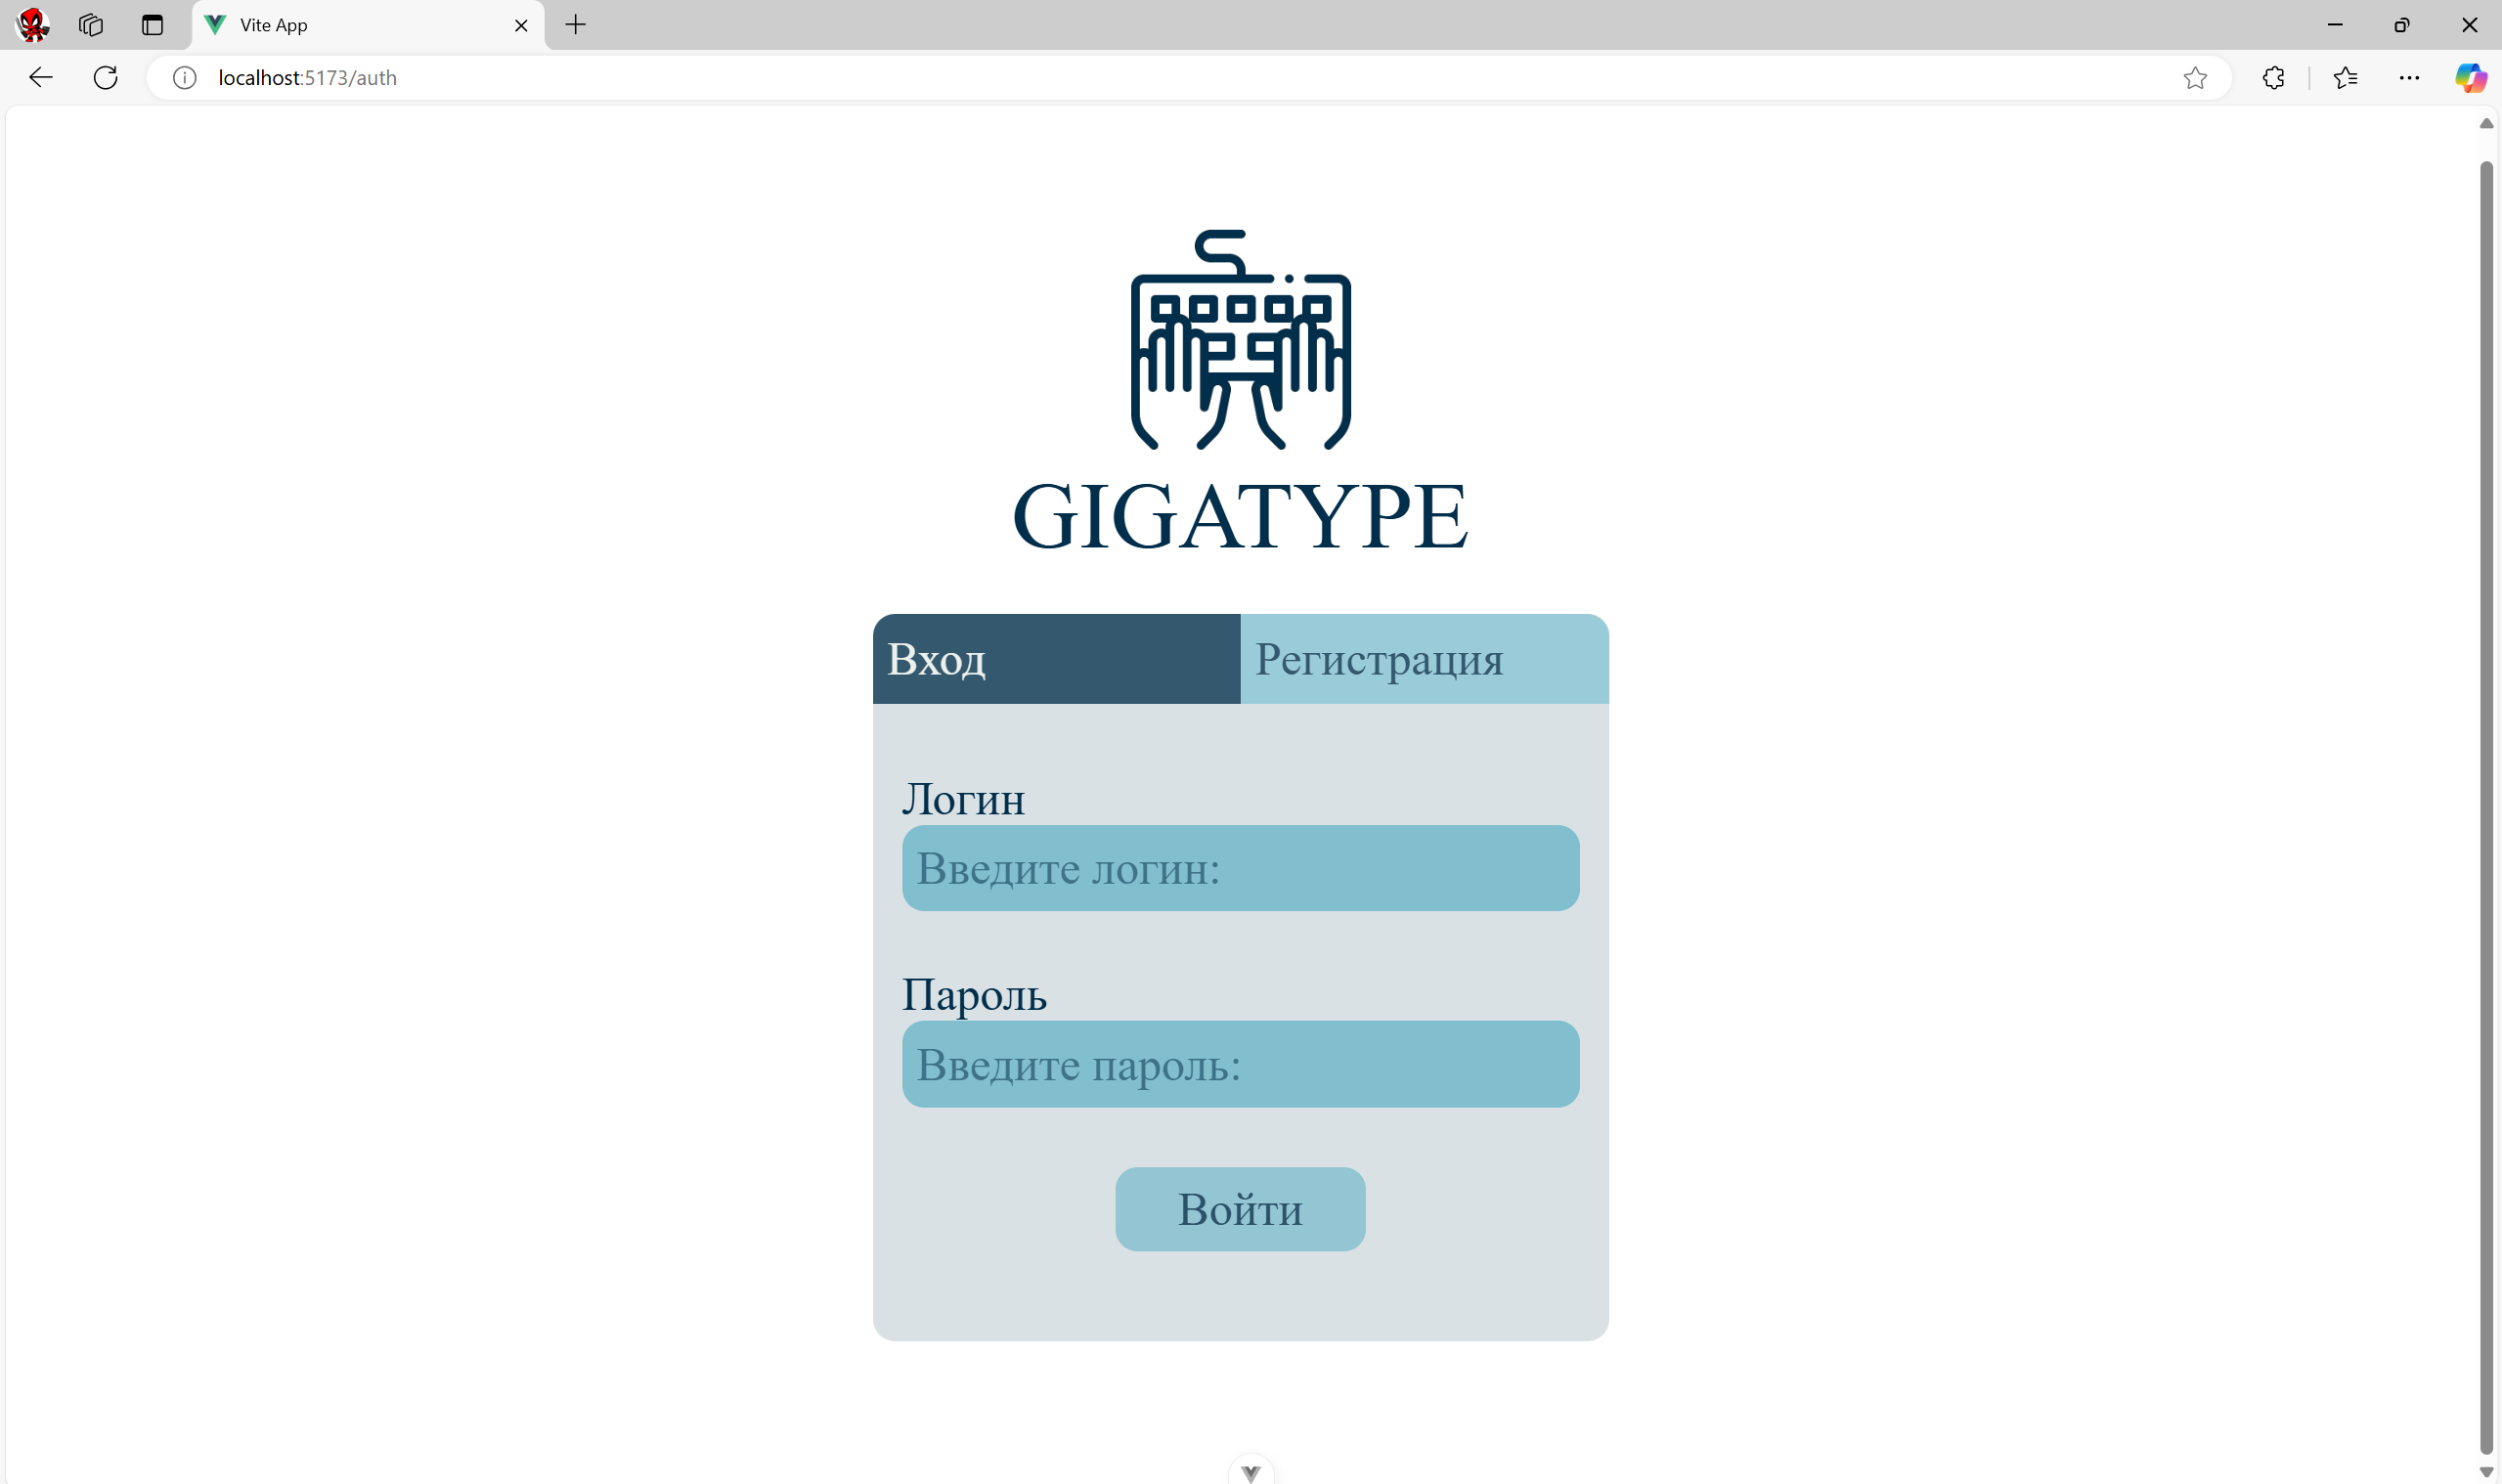 Vite App
localhost:5173/auth
GIGATYPE
Вход
Регистрация
Логин
Введите логин:
Пароль
Введите пароль:
Войти